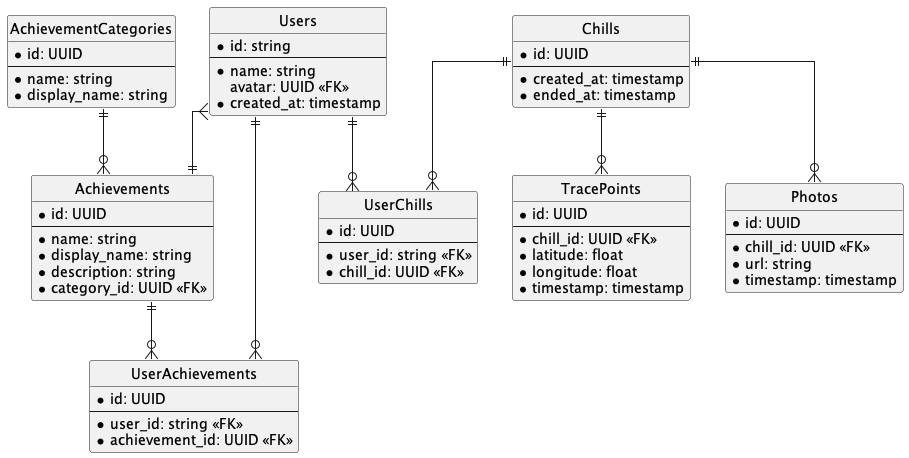 AchievementCategories
id: UUID
name: string
display_name: string
Users
id: string
name: string
avatar: UUID «FK»
created_at: timestamp
Chills
id: UUID
created_at: timestamp
ended_at: timestamp
Achievements
id: UUID
name: string
display_name: string
description: string
category_id: UUID «FK»
UserChills
id: UUID
user_id: string «FK»
chill_id: UUID «FK»
TracePoints
id: UUID
chill_id: UUID «FK»
latitude: float
longitude: float
timestamp: timestamp
Photos
id: UUID
chill_id: UUID «FK»
url: string
timestamp: timestamp
UserAchievements
id: UUID
user_id: string «FK»
achievement_id: UUID «FK»